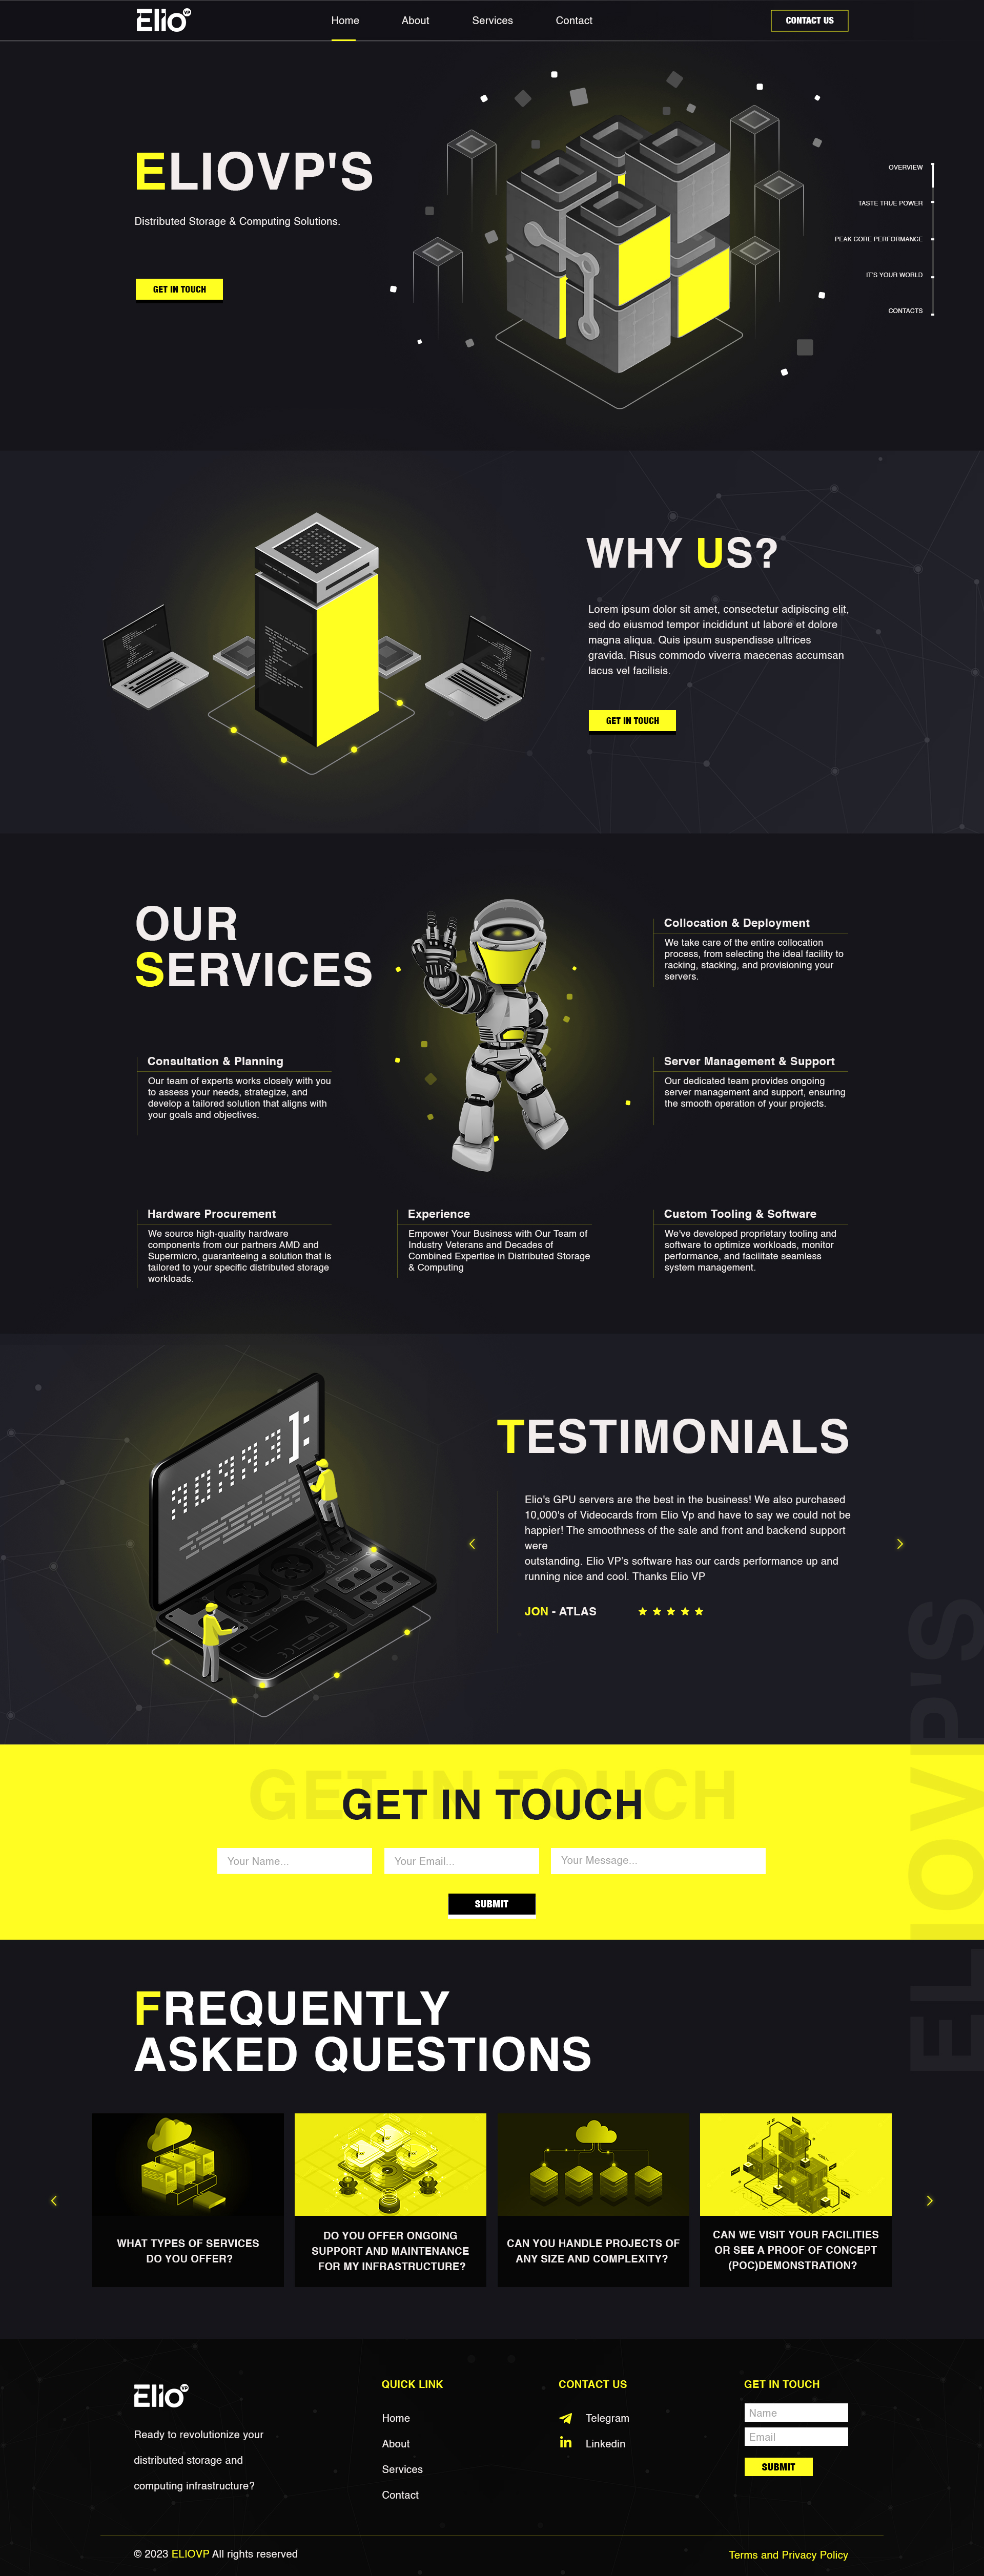 Elio VP
Home
About
Services
Contact
CONTACT US
ELIOVP'S
Distributed Storage & Computing Solutions.
GET IN TOUCH
OVERVIEW
TASTE TRUE POWER
PEAK CORE PERFORMANCE
IT'S YOUR WORLD
CONTACTS
WHY US?
Lorem ipsum dolor sit amet, consectetur adipiscing elit,
sed do eiusmod tempor incididunt ut labore et dolore
magna aliqua. Quis ipsum suspendisse ultrices
gravida. Risus commodo viverra maecenas accumsan
lacus vel facilisis.
GET IN TOUCH
OUR
SERVICES
Collocation & Deployment
We take care of the entire collocation
process, from selecting the ideal facility to
racking, stacking, and provisioning your
servers.
Consultation & Planning
Our team of experts works closely with you
to assess your needs, strategize, and
develop a tailored solution that aligns with
your goals and objectives.
Server Management & Support
Our dedicated team provides ongoing
server management and support, ensuring
the smooth operation of your projects.
Hardware Procurement
We source high-quality hardware
components from our partners AMD and
Supermicro, guaranteeing a solution that is
tailored to your specific distributed storage
workloads.
Experience
Empower Your Business with Our Team of
Industry Veterans and Decades of
Combined Expertise in Distributed Storage
& Computing
Custom Tooling & Software
We've developed proprietary tooling and
software to optimize workloads, monitor
performance, and facilitate seamless
system management.
TESTIMONIALS
Elio's GPU servers are the best in the business! We also purchased
10,000's of Videocards from Elio Vp and have to say we could not be
happier! The smoothness of the sale and front and backend support
were
outstanding. Elio VP's software has our cards performance up and
running nice and cool. Thanks Elio VP
JON - ATLAS
ELIOVP'S
GET IN TOUCH
GET IN TOUCH
Your Name...
Your Email...
Your Message...
SUBMIT
FREQUENTLY
ASKED QUESTIONS
WHAT TYPES OF SERVICES
DO YOU OFFER?
DO YOU OFFER ONGOING
SUPPORT AND MAINTENANCE
FOR MY INFRASTRUCTURE?
CAN YOU HANDLE PROJECTS OF
ANY SIZE AND COMPLEXITY?
CAN WE VISIT YOUR FACILITIES
OR SEE A PROOF OF CONCEPT
(POC)DEMONSTRATION?
Elio VP
Ready to revolutionize your
distributed storage and
computing infrastructure?
QUICK LINK
Home
About
Services
Contact
CONTACT US
Telegram
in Linkedin
GET IN TOUCH
Name
Email
SUBMIT
© 2023 ELIOVP All rights reserved
Terms and Privacy Policy